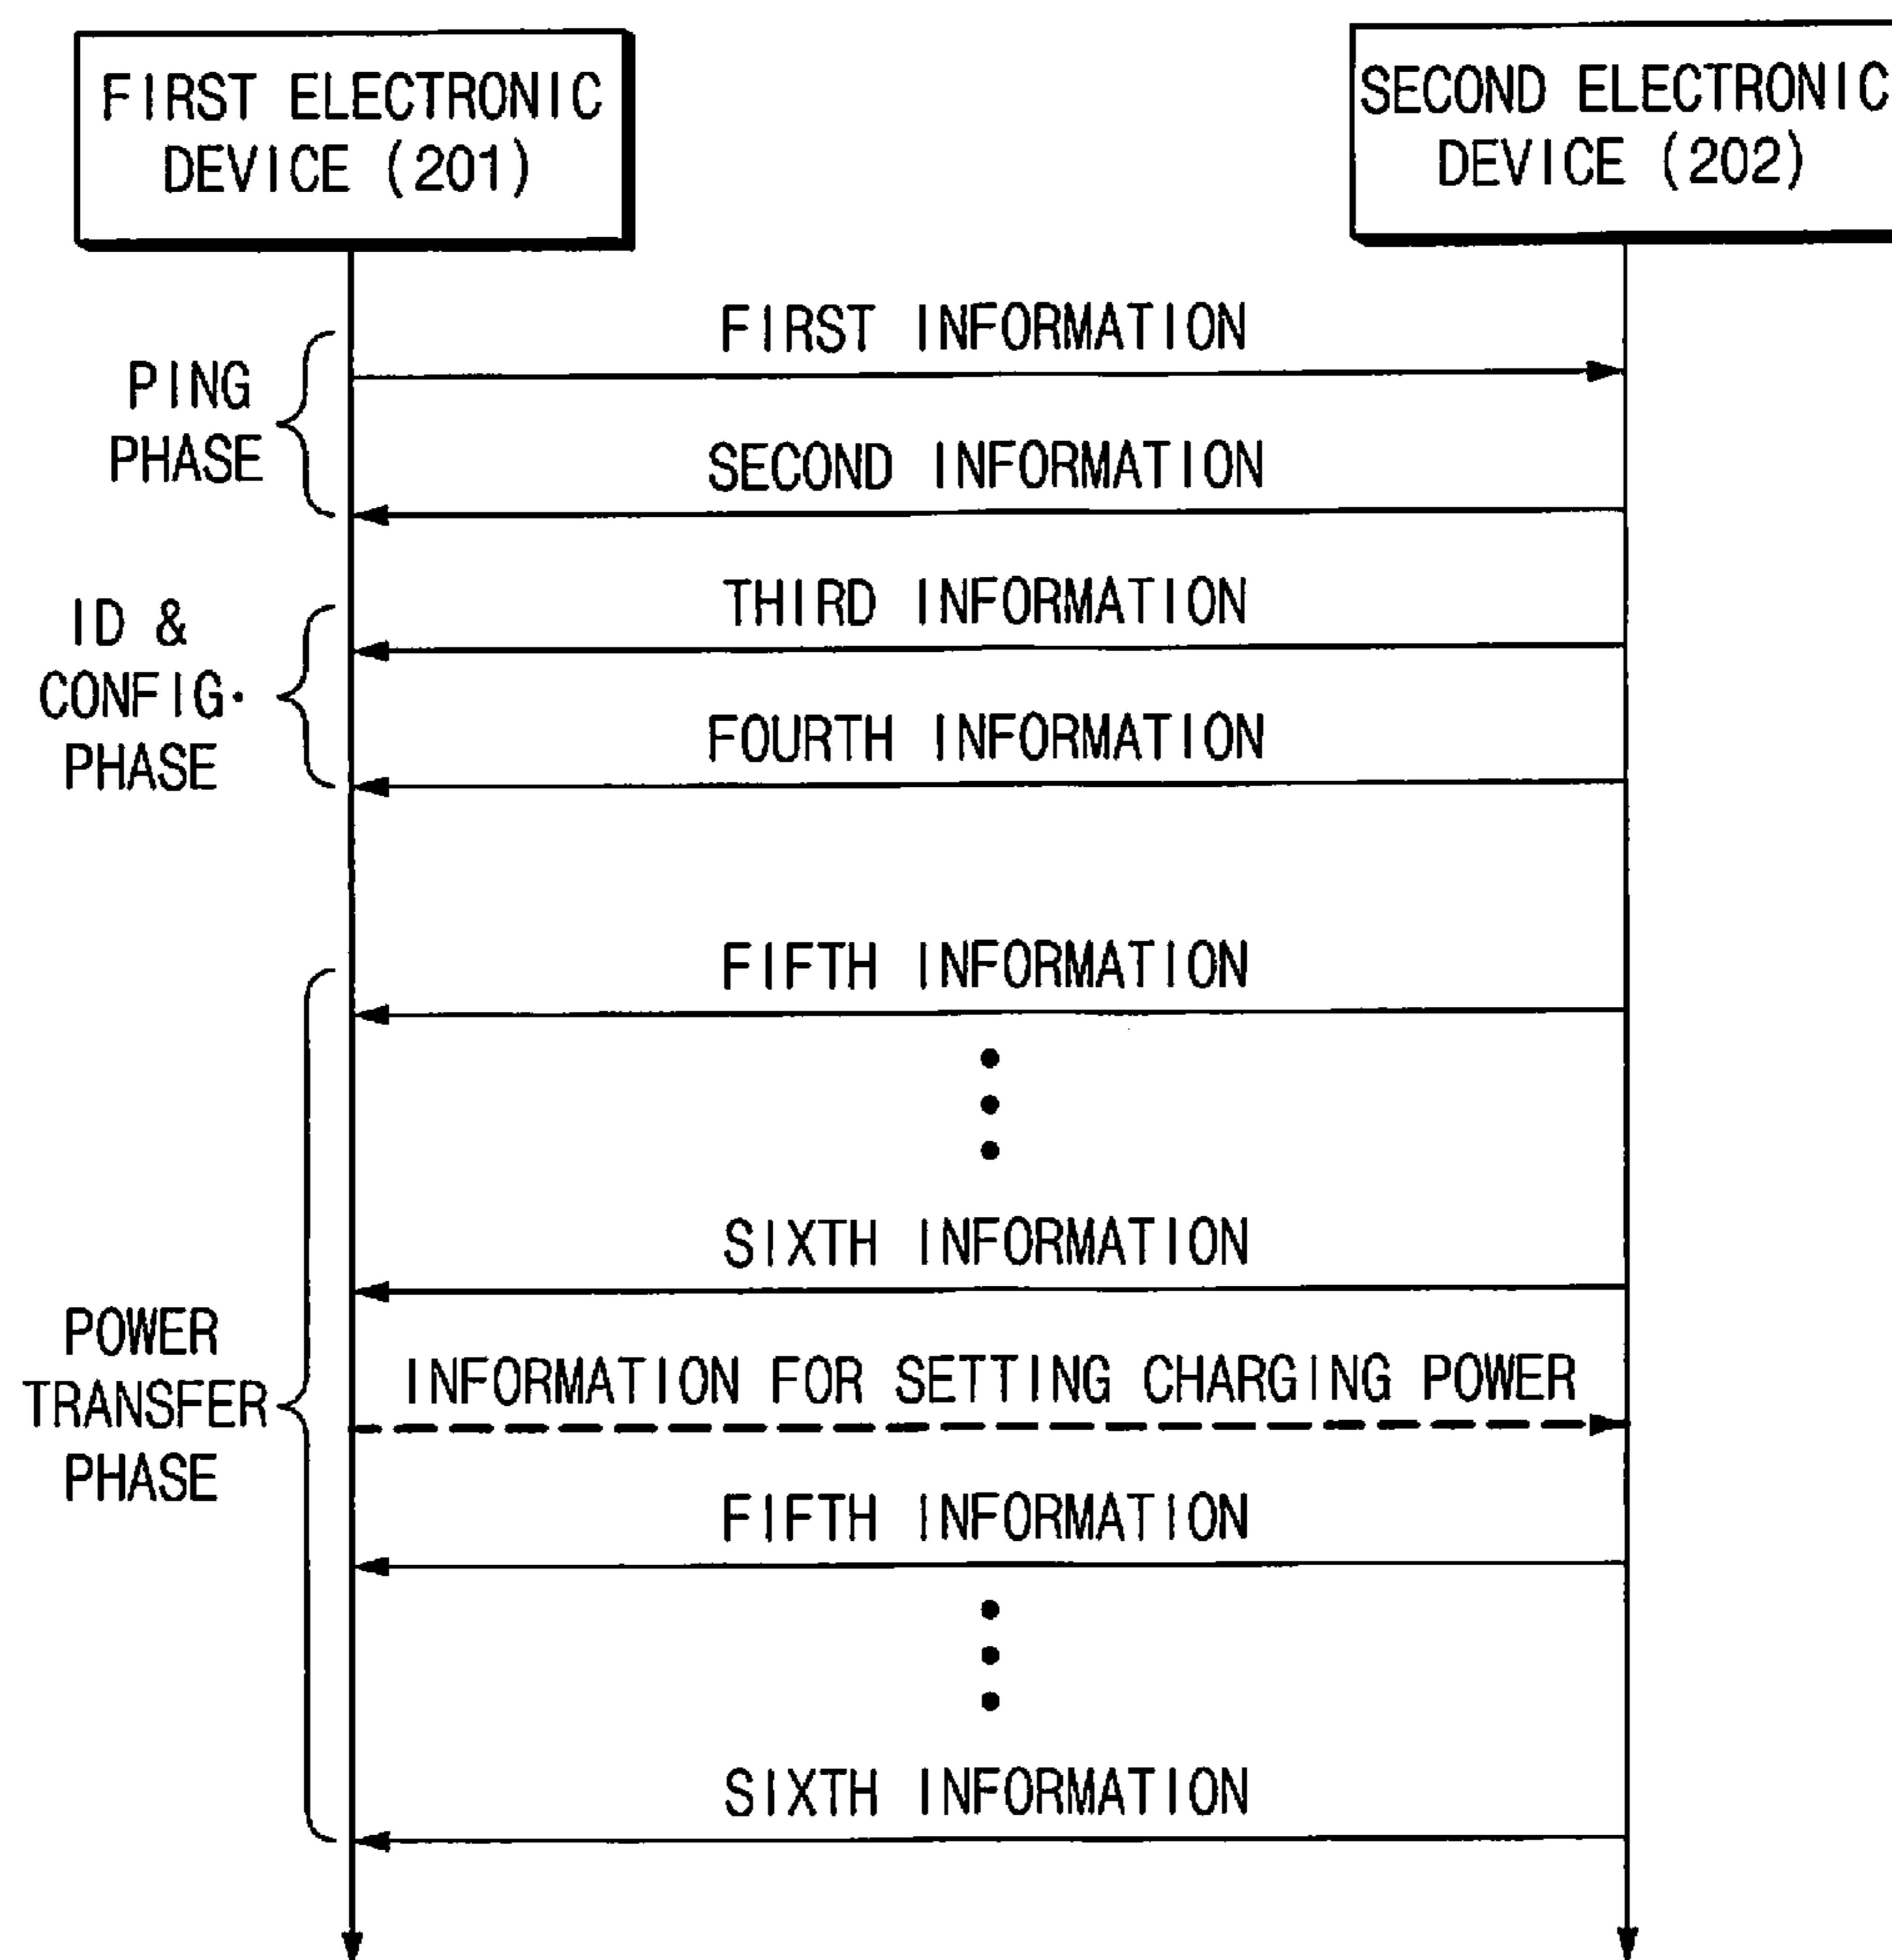 FIRST ELECTRONIC
DEVICE (201)
SECOND ELECTRONIC
DEVICE (202)
FIRST INFORMATION
PING
PHASE
SECOND INFORMATION
THIRD INFORMATION
ID &
CONFIG.
PHASE
FOURTH INFORMATION
FIFTH INFORMATION
SIXTH INFORMATION
POWER
TRANSFER
PHASE
INFORMATION FOR SETTING CHARGING POWER
FIFTH INFORMATION
SIXTH INFORMATION